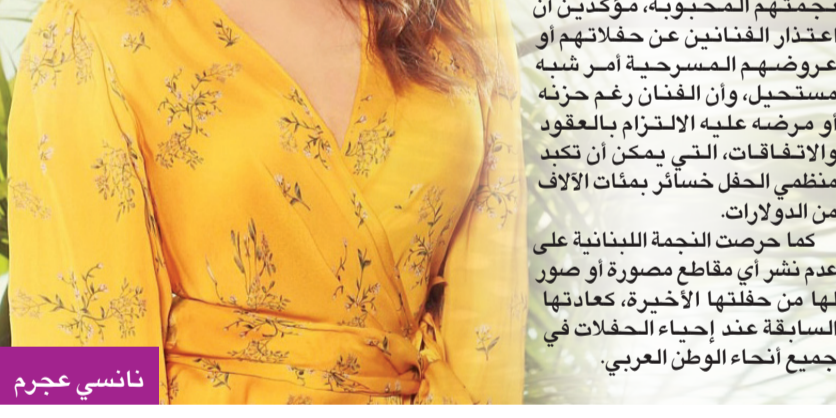 نجمتهم المحبوبة، مؤكدين أن
اعتذار الفنانين عن حفلاتهم أو
عروضهم المسرحية أمر شبه
مستحيل، وأن الفنان رغم حزنه
أو مرضه عليه الالتزام بالعقود
والاتفاقات، التي يمكن أن تكبد
منظمي الحفل خسائر بمئات الآلاف
من الدولارات.
كما حرصت النجمة اللبنانية على
عدم نشر أي مقاطع مصورة أو صور
لها من حفلتها الأخيرة، كعادتها
السابقة عند إحياء الحفلات في
جميع أنحاء الوطن العربي.
نانسي عجرم